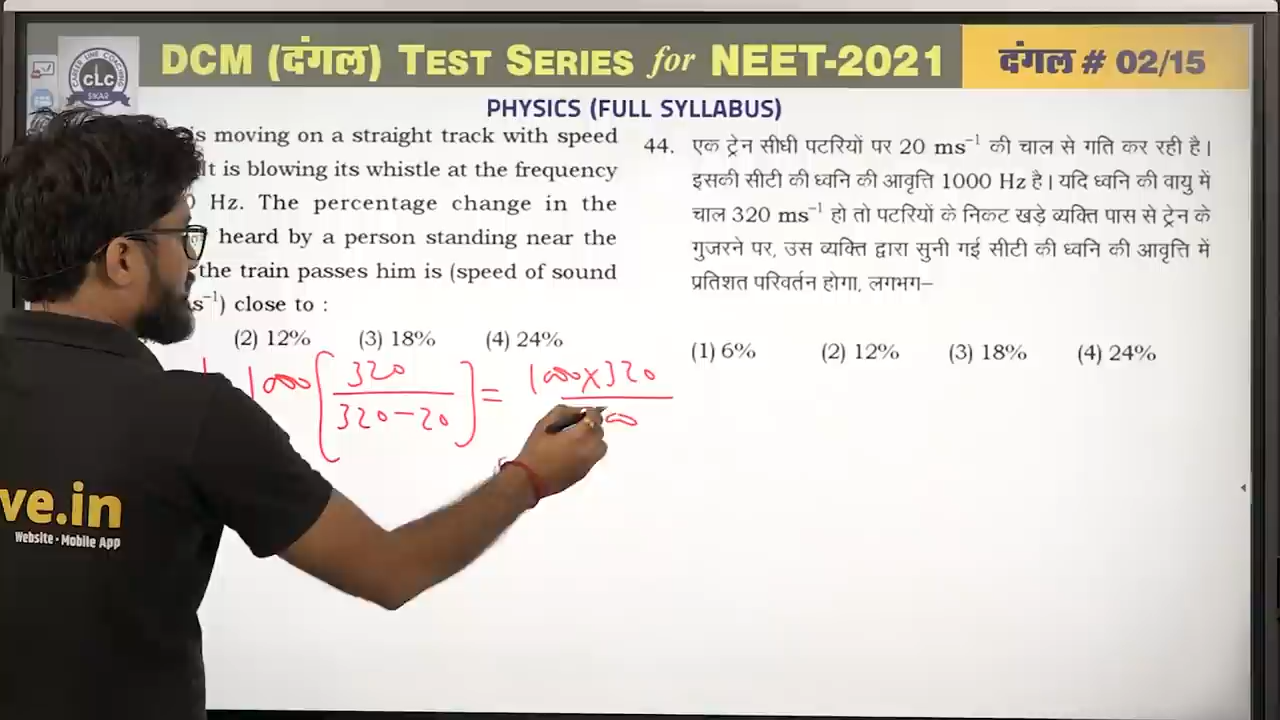 DCM (दंगल) TEST SERIES for NEET-2021
दंगल # 02/15
CLC
SIKAR
PHYSICS (FULL SYLLABUS)
is moving on a straight track with speed
It is blowing its whistle at the frequency
Hz. The percentage change in the
heard by a person standing near the
the train passes him is (speed of sound
s⁻¹) close to :
(2) 12% (3) 18% (4) 24%
1000 [320 / 320-20] = 1000×320 /
44. एक ट्रेन सीधी पटरियों पर 20 ms⁻¹ की चाल से गति कर रही है।
इसकी सीटी की ध्वनि की आवृत्ति 1000 Hz है। यदि ध्वनि की वायु में
चाल 320 ms⁻¹ हो तो पटरियों के निकट खड़े व्यक्ति पास से ट्रेन के
गुजरने पर, उस व्यक्ति द्वारा सुनी गई सीटी की ध्वनि की आवृत्ति में
प्रतिशत परिवर्तन होगा, लगभग–
(1) 6% (2) 12% (3) 18% (4) 24%
ve.in
Website • Mobile App